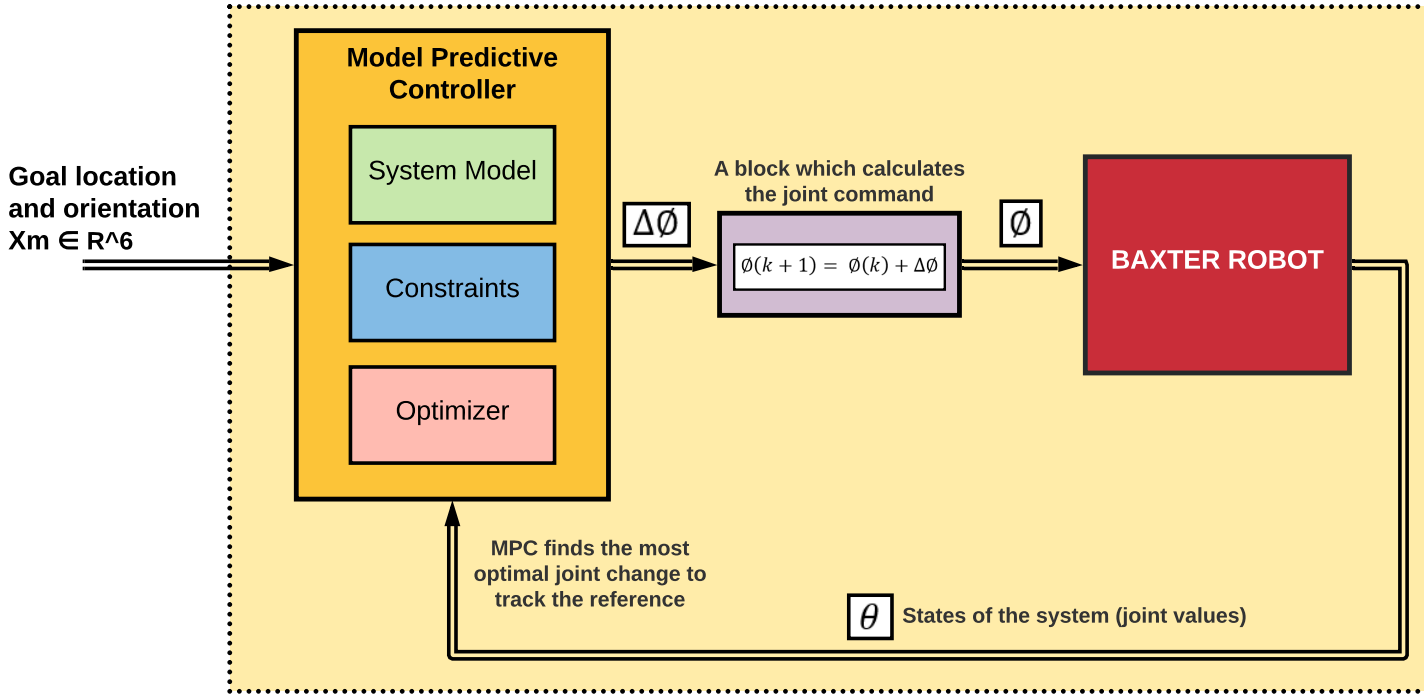 Model Predictive
Controller
System Model
Constraints
Optimizer
Goal location
and orientation
Xm ∈ R^6
ΔØ
A block which calculates
the joint command
Ø(k + 1) = Ø(k) + ΔØ
Ø
BAXTER ROBOT
MPC finds the most
optimal joint change to
track the reference
θ States of the system (joint values)